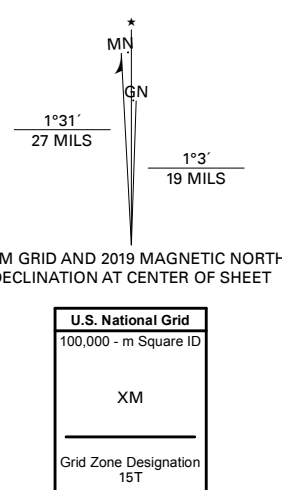 ★
MN
GN
1°31´
27 MILS
1°3´
19 MILS
M GRID AND 2019 MAGNETIC NORTH
DECLINATION AT CENTER OF SHEET
U.S. National Grid
100,000 - m Square ID
XM
Grid Zone Designation
15T